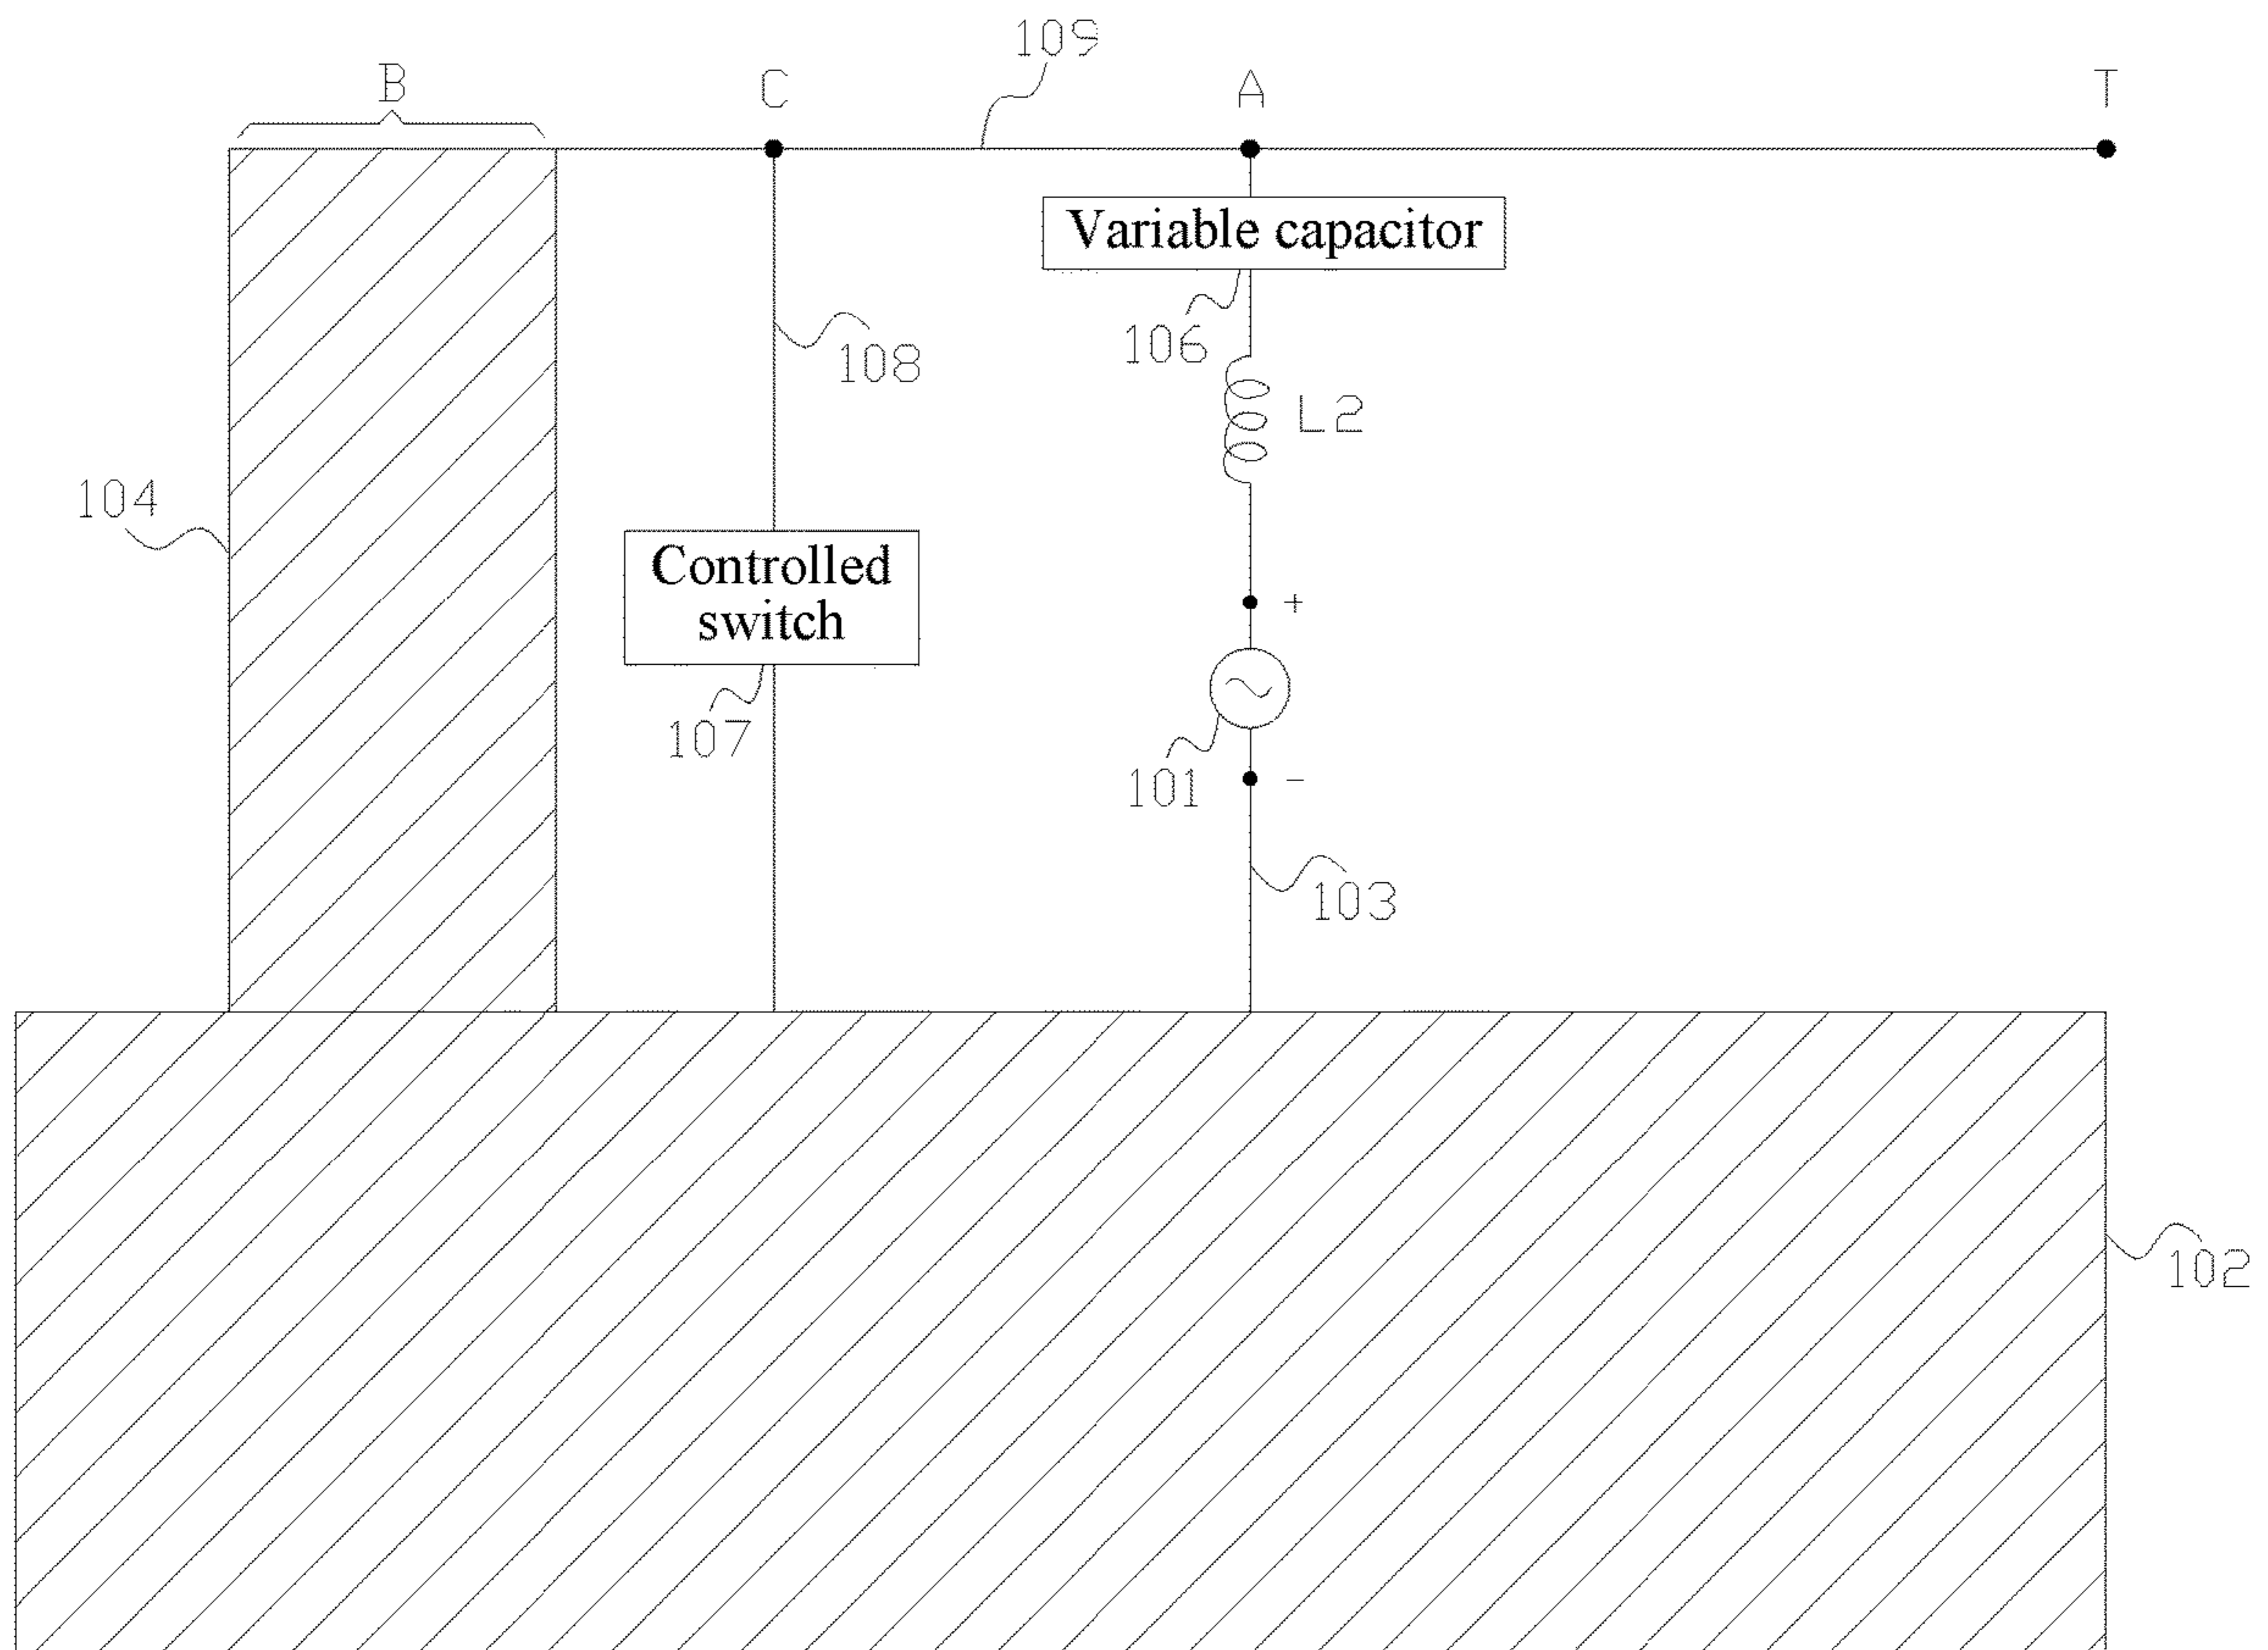 109
B
C
A
T
Variable capacitor
106
108
L2
104
Controlled
switch
+
107
101
-
103
102